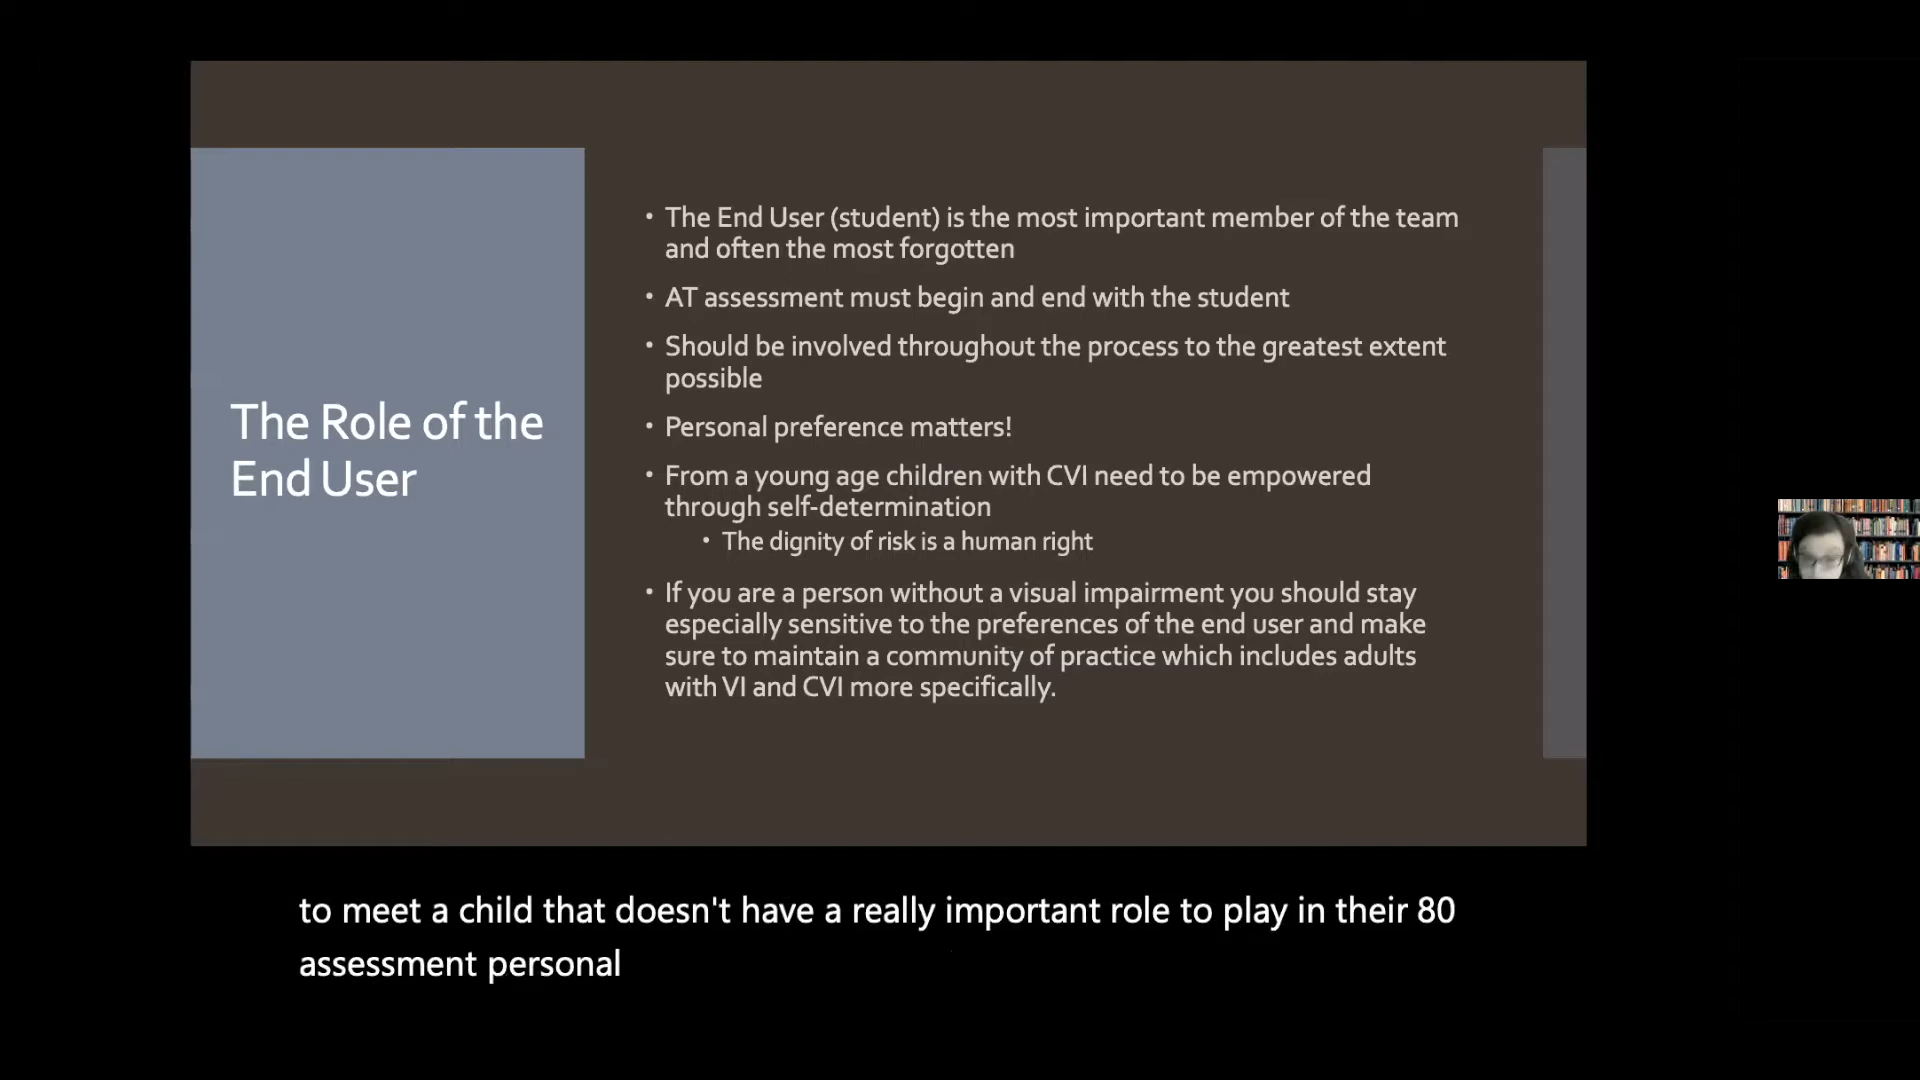 The Role of the
End User
• The End User (student) is the most important member of the team
and often the most forgotten
• AT assessment must begin and end with the student
• Should be involved throughout the process to the greatest extent
possible
• Personal preference matters!
• From a young age children with CVI need to be empowered
through self-determination
• The dignity of risk is a human right
• If you are a person without a visual impairment you should stay
especially sensitive to the preferences of the end user and make
sure to maintain a community of practice which includes adults
with VI and CVI more specifically.
to meet a child that doesn't have a really important role to play in their 80
assessment personal